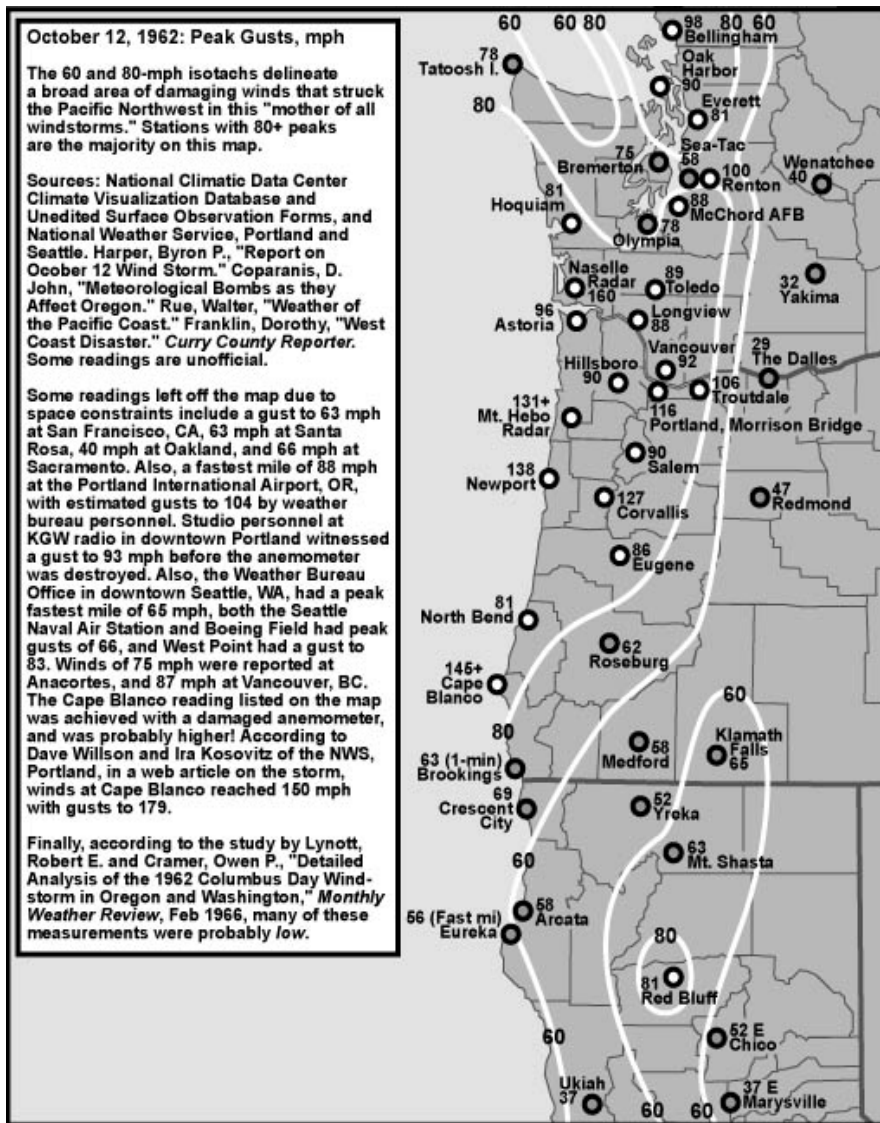 October 12, 1962: Peak Gusts, mph
The 60 and 80-mph isotachs delineate
a broad area of damaging winds that struck
the Pacific Northwest in this "mother of all
windstorms." Stations with 80+ peaks
are the majority on this map.
Sources: National Climatic Data Center
Climate Visualization Database and
Unedited Surface Observation Forms, and
National Weather Service, Portland and
Seattle. Harper, Byron P., "Report on
Ocober 12 Wind Storm." Coparanis, D.
John, "Meteorological Bombs as they
Affect Oregon." Rue, Walter, "Weather of
the Pacific Coast." Franklin, Dorothy, "West
Coast Disaster." Curry County Reporter.
Some readings are unofficial.
Some readings left off the map due to
space constraints include a gust to 63 mph
at San Francisco, CA, 63 mph at Santa
Rosa, 40 mph at Oakland, and 66 mph at
Sacramento. Also, a fastest mile of 88 mph
at the Portland International Airport, OR,
with estimated gusts to 104 by weather
bureau personnel. Studio personnel at
KGW radio in downtown Portland witnessed
a gust to 93 mph before the anemometer
was destroyed. Also, the Weather Bureau
Office in downtown Seattle, WA, had a peak
fastest mile of 65 mph, both the Seattle
Naval Air Station and Boeing Field had peak
gusts of 66, and West Point had a gust to
83. Winds of 75 mph were reported at
Anacortes, and 87 mph at Vancouver, BC.
The Cape Blanco reading listed on the map
was achieved with a damaged anemometer,
and was probably higher! According to
Dave Willson and Ira Kosovitz of the NWS,
Portland, in a web article on the storm,
winds at Cape Blanco reached 150 mph
with gusts to 179.
Finally, according to the study by Lynott,
Robert E. and Cramer, Owen P., "Detailed
Analysis of the 1962 Columbus Day Wind-
storm in Oregon and Washington," Monthly
Weather Review, Feb 1966, many of these
measurements were probably low.
60
60
80
80
60
98
Bellingham
78
Tatoosh I.
Oak
Harbor
90
80
Everett
81
Sea-Tac
58
75
Bremerton
100
Renton
Wenatchee
40
81
Hoquiam
88
McChord AFB
78
Olympia
Naselle
Radar
160
89
Toledo
32
Yakima
96
Astoria
Longview
88
Vancouver
92
29
The Dalles
Hillsboro
90
106
Troutdale
131+
Mt. Hebo
Radar
116
Portland, Morrison Bridge
90
Salem
138
Newport
127
Corvallis
47
Redmond
86
Eugene
81
North Bend
62
Roseburg
145+
Cape
Blanco
60
80
58
Medford
Klamath
Falls
65
63 (1-min)
Brookings
69
Crescent
City
52
Yreka
60
63
Mt. Shasta
56 (Fast mi)
Eureka
58
Arcata
80
81
Red Bluff
60
52 E
Chico
Ukiah
37
60
60
37 E
Marysville